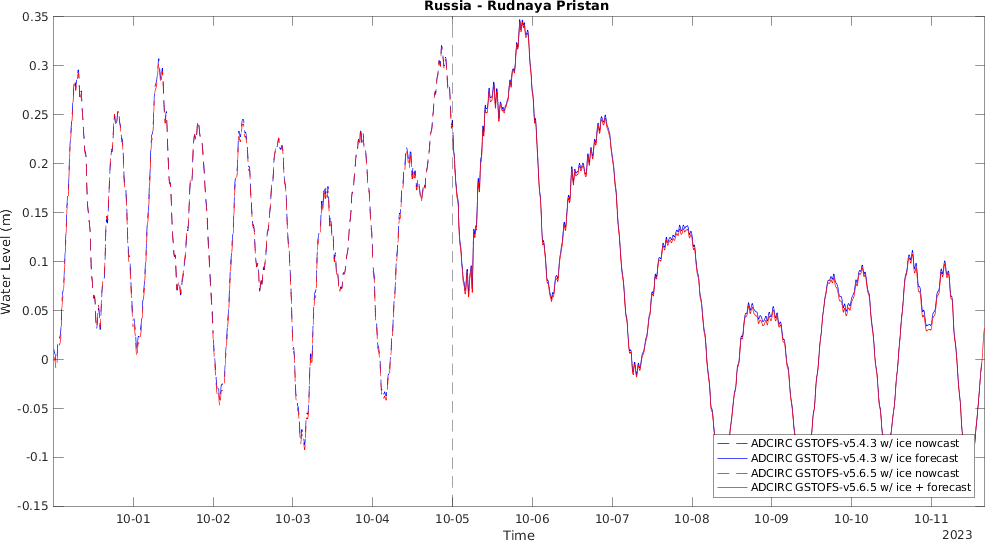 Russia - Rudnaya Pristan
0.35
0.3
0.25
0.2
0.15
0.1
0.05
0
-0.05
-0.1
-0.15
Water Level (m)
ADCIRC GSTOFS-v5.4.3 w/ ice nowcast
ADCIRC GSTOFS-v5.4.3 w/ ice forecast
ADCIRC GSTOFS-v5.6.5 w/ ice nowcast
ADCIRC GSTOFS-v5.6.5 w/ ice + forecast
10-01 10-02 10-03 10-04 10-05 10-06 10-07 10-08 10-09 10-10 10-11
Time
2023